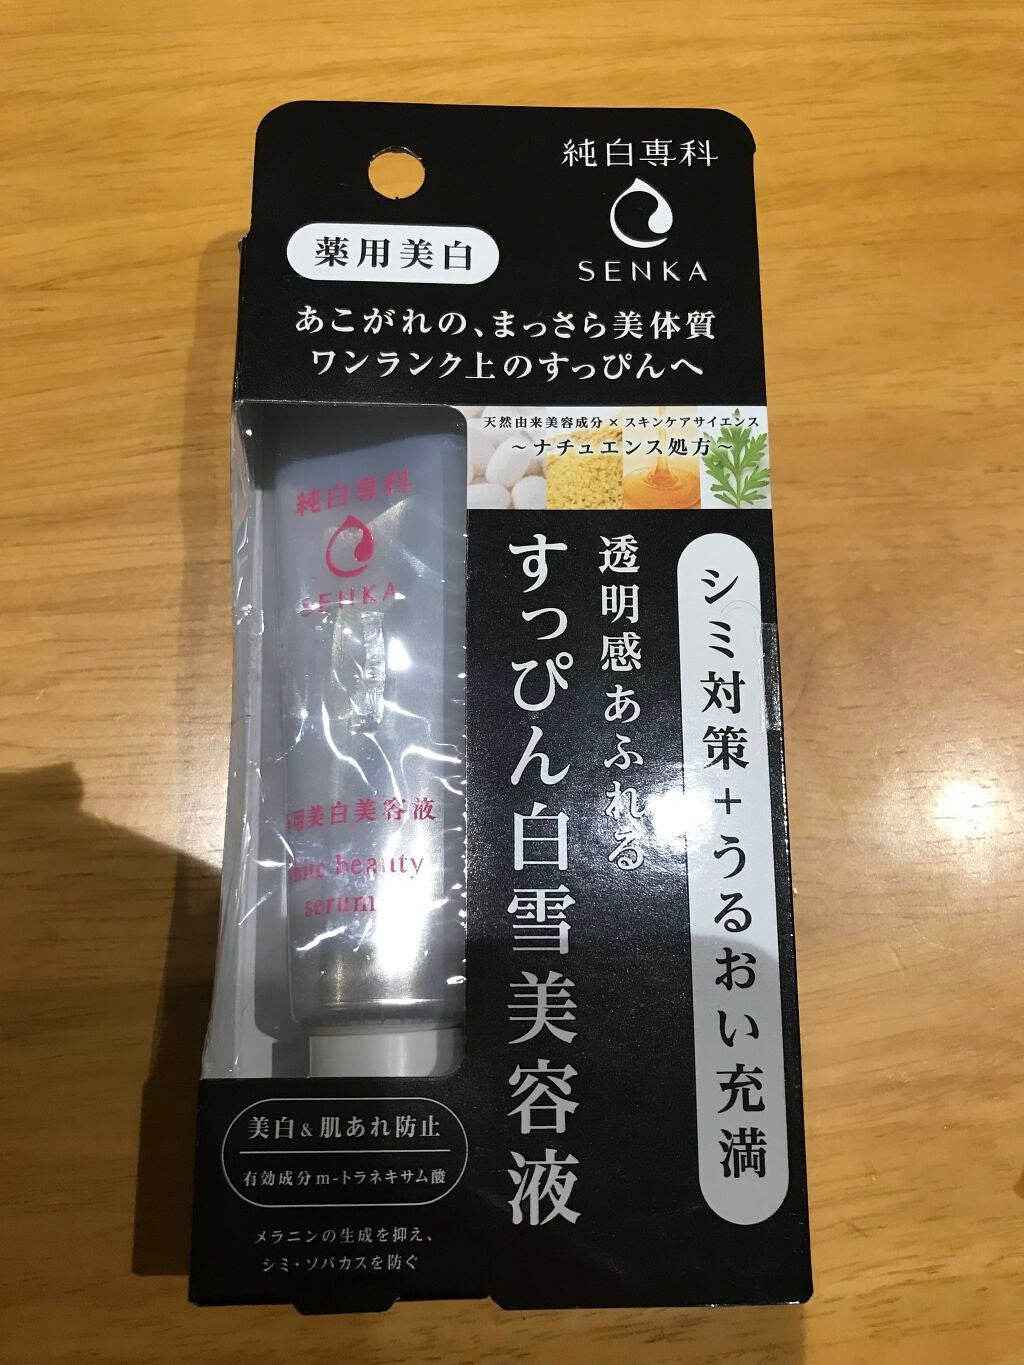 純白専科
SENKA
薬用美白
あこがれの、まっさら美体質
ワンランク上のすっぴんへ
天然由来美容成分×スキンケアサイエンス
～ナチュエンス処方～
シミ対策+うるおい充満
透明感あふれる
すっぴん白雪美容液
純白専科
SENKA
用美白美容液
beauty
serum
美白&肌あれ防止
有効成分m-トラネキサム酸
メラニンの生成を抑え、
シミ・ソバカスを防ぐ